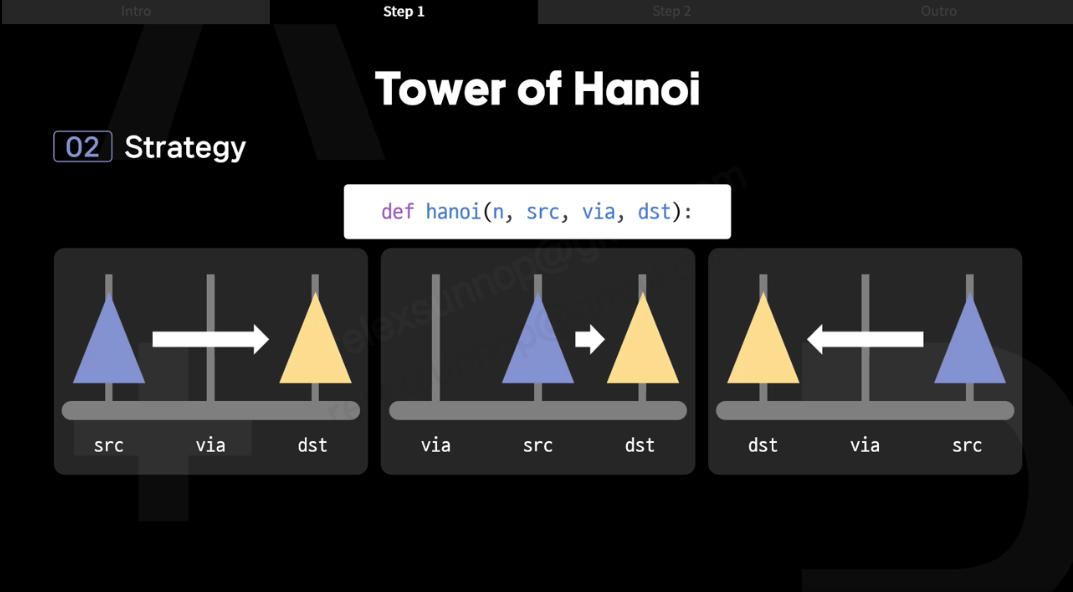 Intro
Step 1
Step 2
Outro
Tower of Hanoi
02 Strategy
def hanoi(n, src, via, dst):
src via dst
via src dst
dst via src